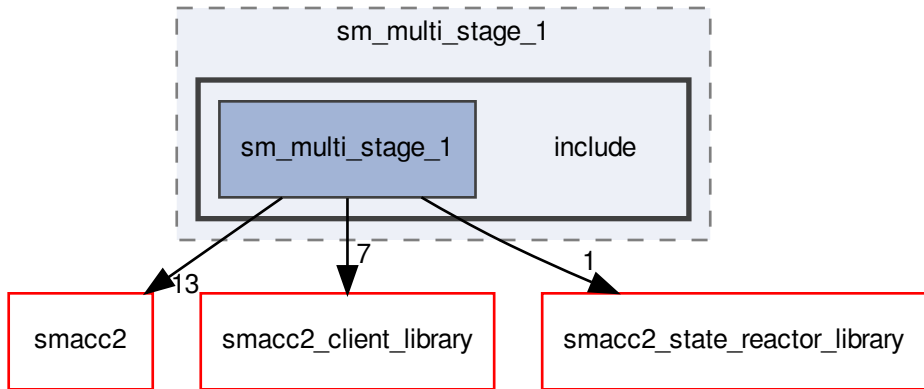 sm_multi_stage_1
sm_multi_stage_1
include
13
7
1
smacc2
smacc2_client_library
smacc2_state_reactor_library